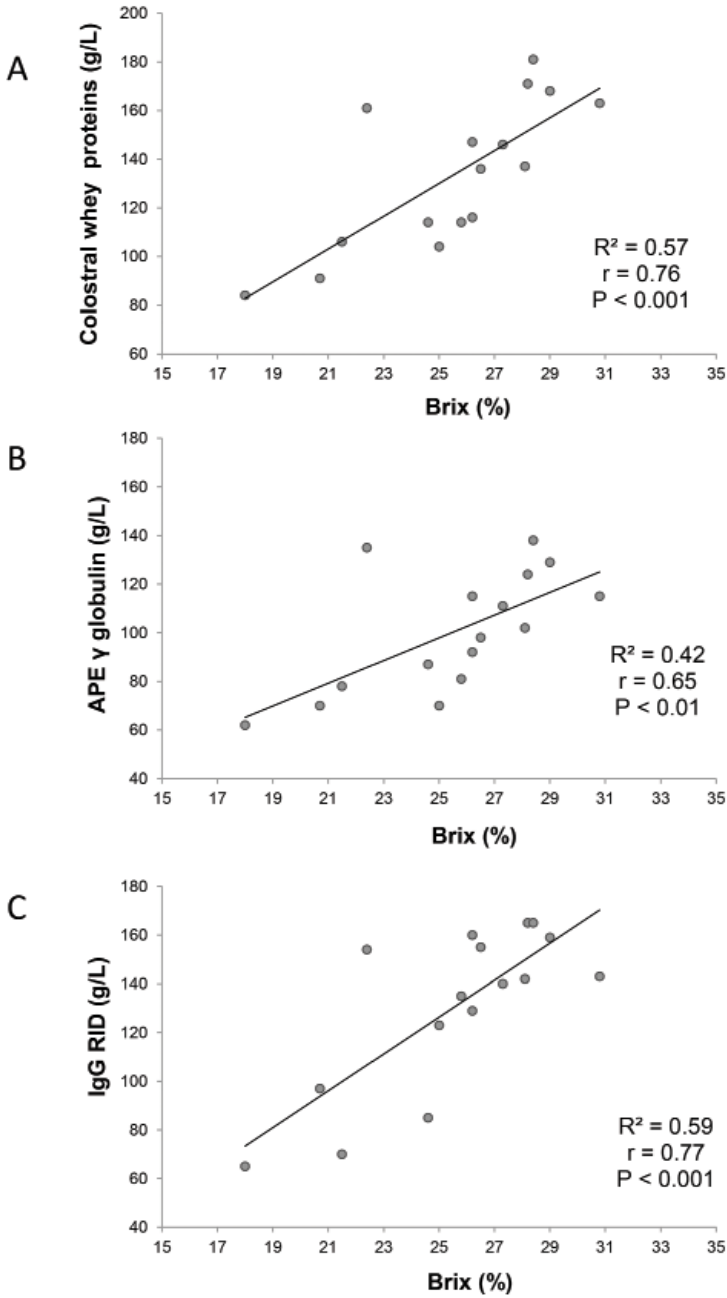 A
Colostral whey proteins (g/L)
200
180
160
140
120
100
80
60
R² = 0.57
r = 0.76
P < 0.001
15 17 19 21 23 25 27 29 31 33 35
Brix (%)
B
APE γ globulin (g/L)
180
160
140
120
100
80
60
40
R² = 0.42
r = 0.65
P < 0.01
15 17 19 21 23 25 27 29 31 33 35
Brix (%)
C
IgG RID (g/L)
180
160
140
120
100
80
60
40
R² = 0.59
r = 0.77
P < 0.001
15 17 19 21 23 25 27 29 31 33 35
Brix (%)